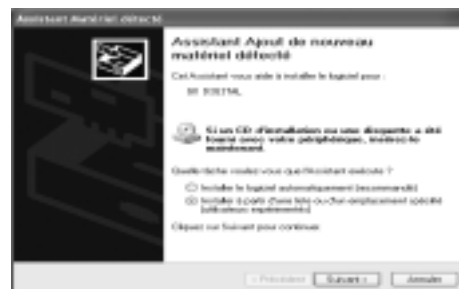 Assistant Matériel détecté
Assistant Ajout de nouveau
matériel détecté
Cet Assistant vous aide à installer le logiciel pour :
Si un CD d'installation ou une disquette a été
fourni avec votre périphérique, insérez-le
maintenant.
Quelle tâche voulez-vous que l'Assistant exécute ?
Installer le logiciel automatiquement (recommandé)
Installer à partir d'une liste ou d'un emplacement spécifié
(utilisateurs expérimentés)
Cliquez sur Suivant pour continuer.
< Précédent
Suivant >
Annuler